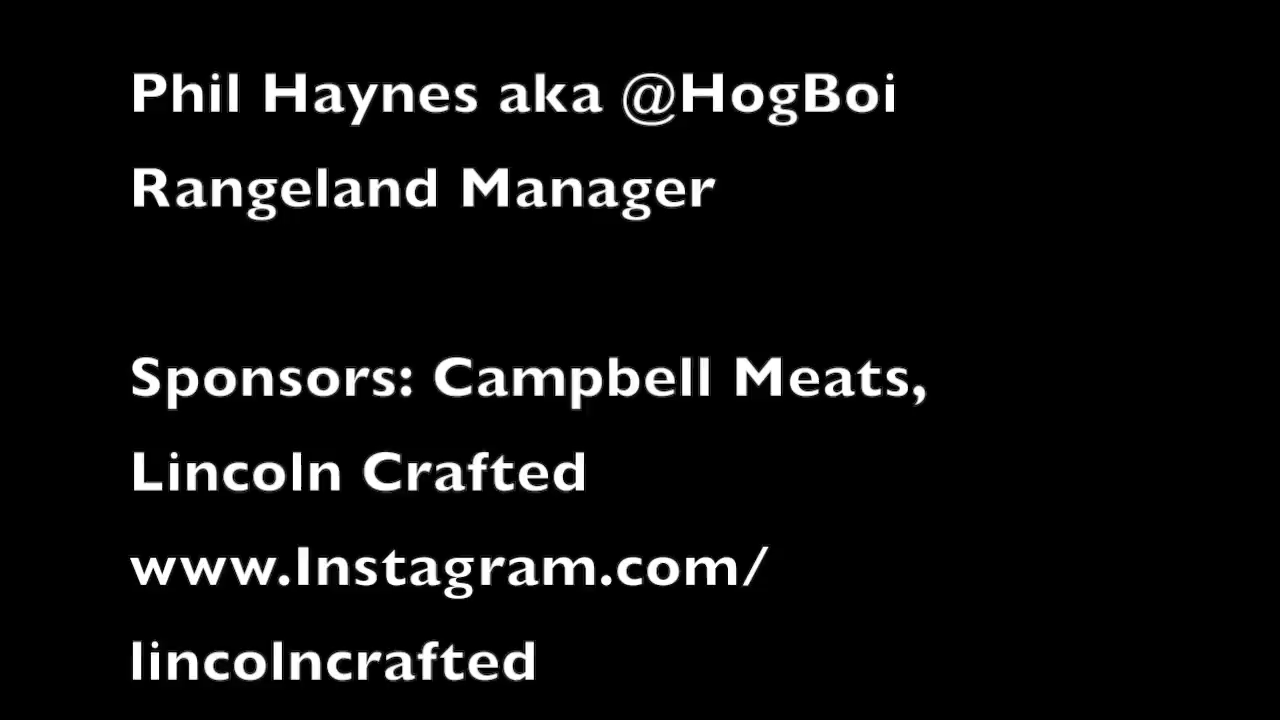 Phil Haynes aka @HogBoi
Rangeland Manager
Sponsors: Campbell Meats,
Lincoln Crafted
www.Instagram.com/
lincolncrafted